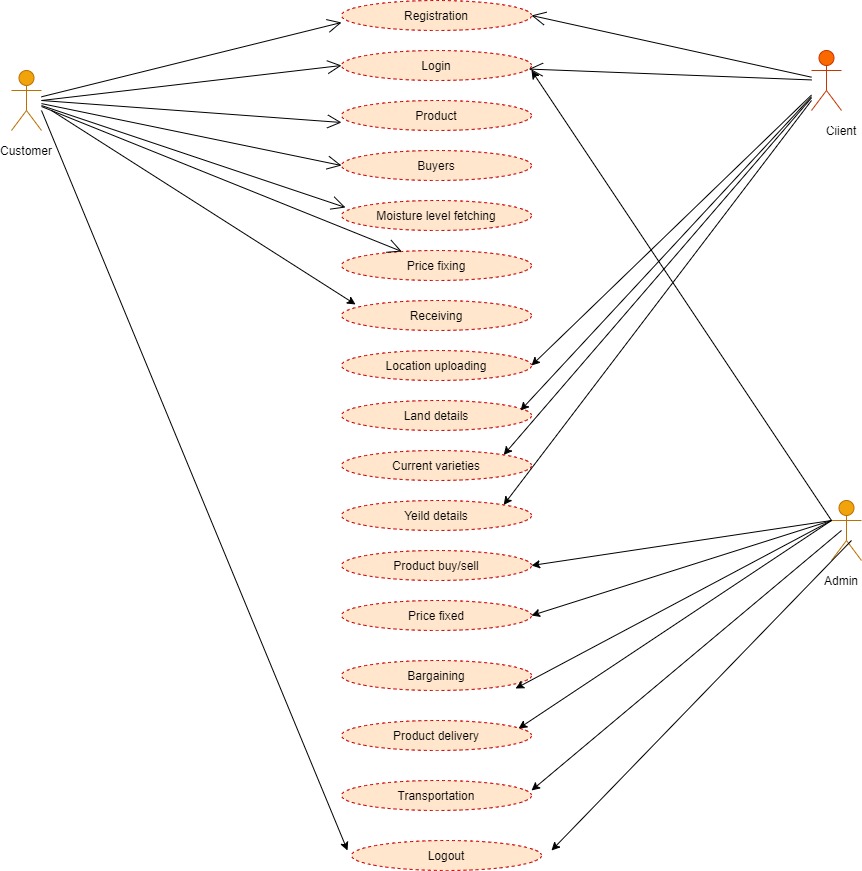 Registration
Login
Product
Customer
Ciient
Buyers
Moisture level fetching
Price fixing
Receiving
Location uploading
Land details
Current varieties
Yeild details
Product buy/sell
Admin
Price fixed
Bargaining
Product delivery
Transportation
Logout